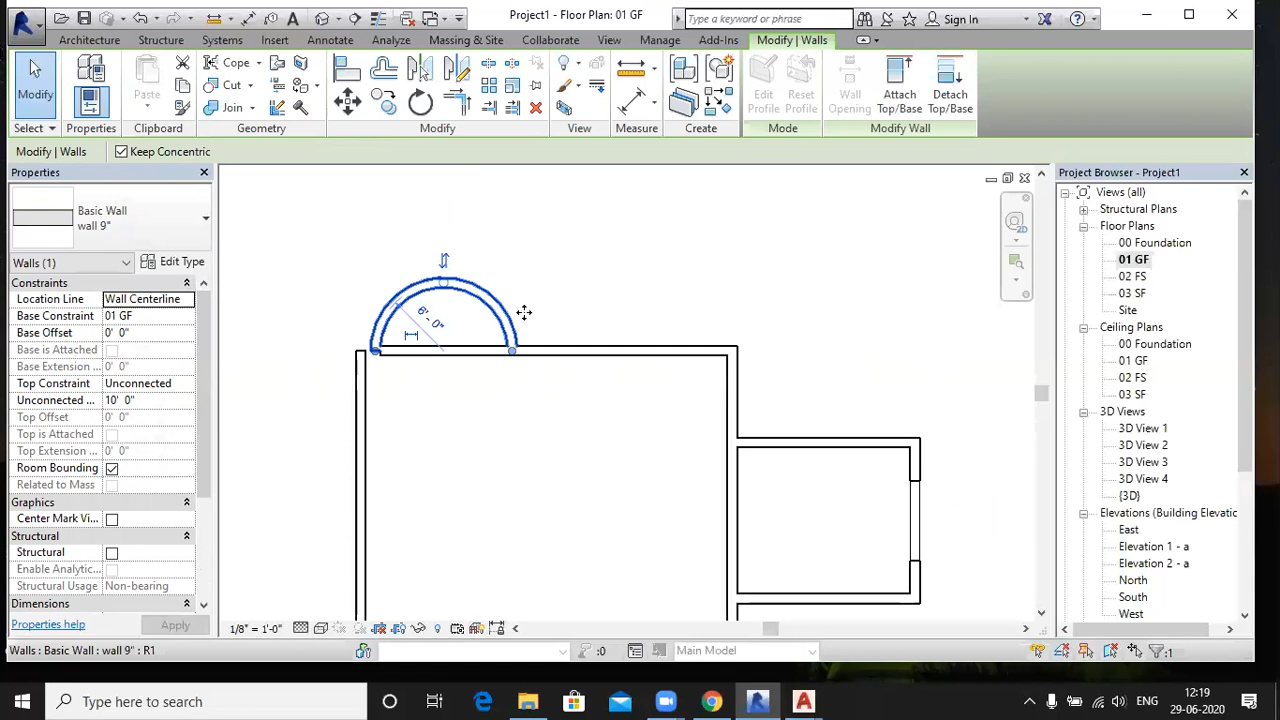 Project1 - Floor Plan: 01 GF
Type a keyword or phrase
Sign In
Architecture Structure Systems Insert Annotate Analyze Massing & Site Collaborate View Manage Add-Ins Modify | Walls
Modify
Select
Properties
Paste
Clipboard
Cope
Cut
Join
Geometry
Modify
View
Measure
Create
Edit Profile
Reset Profile
Mode
Wall Opening
Attach Top/Base
Detach Top/Base
Modify Wall
Modify | Walls
Keep Concentric
Properties
Basic Wall
wall 9"
Walls (1)
Edit Type
Constraints
Location Line Wall Centerline
Base Constraint 01 GF
Base Offset 0' 0"
Base is Attached
Base Extension ...
Top Constraint Unconnected
Unconnected ... 10' 0"
Top Offset 0' 0"
Top is Attached
Top Extension ... 0' 0"
Room Bounding
Related to Mass
Graphics
Center Mark Vi...
Structural
Structural
Enable Analytic...
Structural Usage Non-bearing
Dimensions
Properties help
Apply
6' - 0"
2D
Project Browser - Project1
Views (all)
Structural Plans
Floor Plans
00 Foundation
01 GF
02 FS
03 SF
Site
Ceiling Plans
00 Foundation
01 GF
02 FS
03 SF
3D Views
3D View 1
3D View 2
3D View 3
3D View 4
{3D}
Elevations (Building Elevatic
East
Elevation 1 - a
Elevation 2 - a
North
South
West
1/8" = 1'-0"
Walls : Basic Wall : wall 9" : R1
:0
Main Model
:1
Type here to search
ENG
12:19
29-06-2020